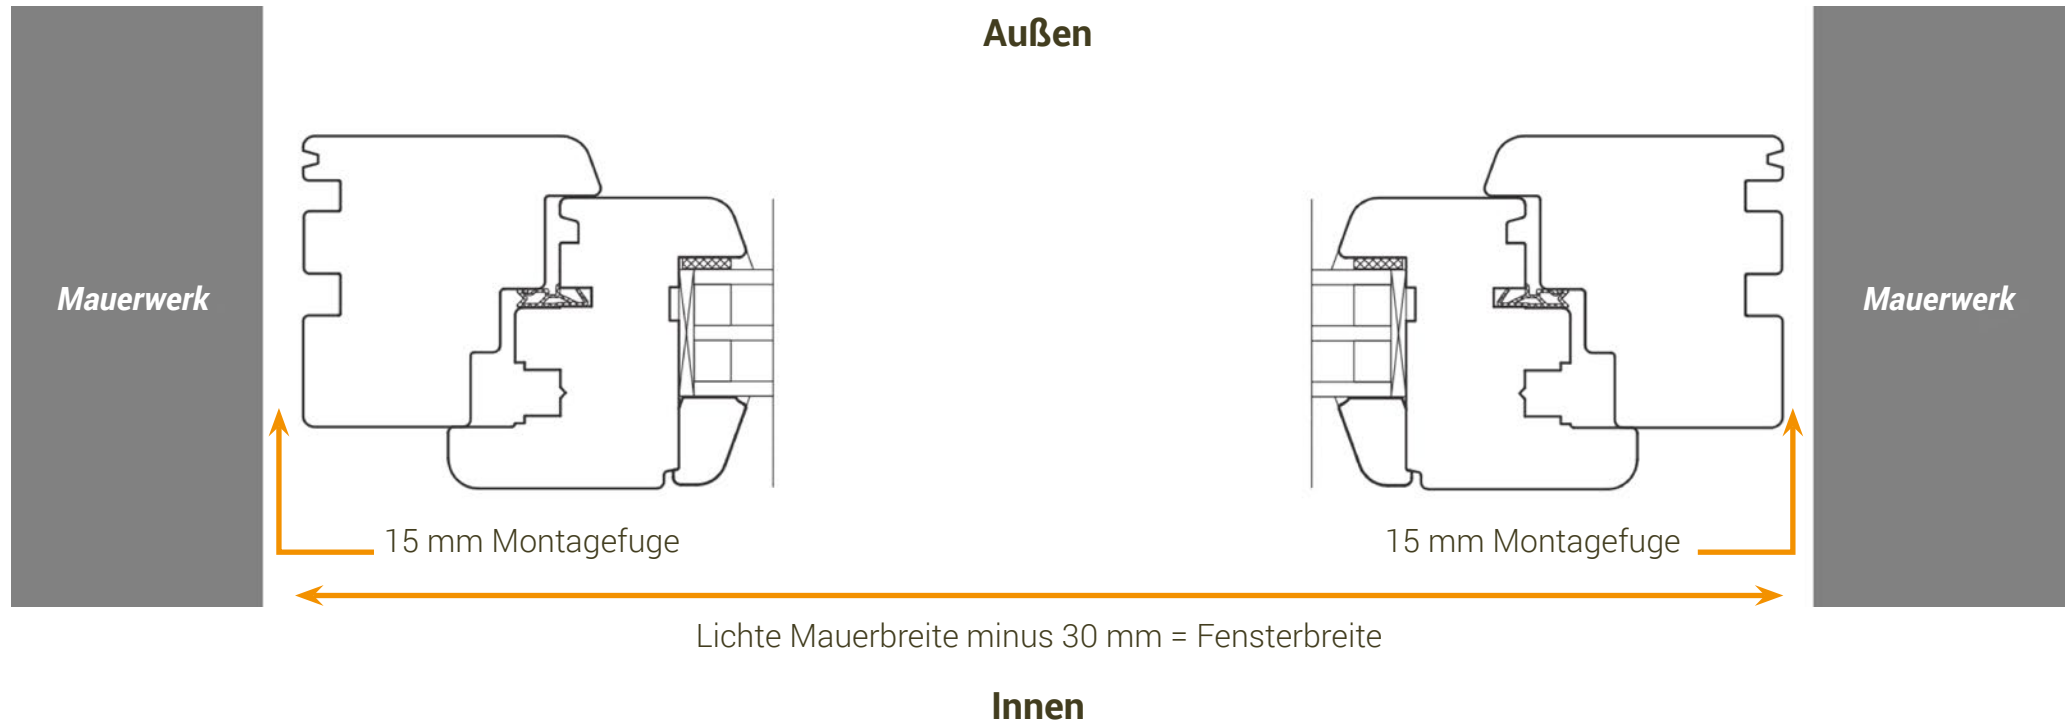 Außen
Mauerwerk
Mauerwerk
15 mm Montagefuge
15 mm Montagefuge
Lichte Mauerbreite minus 30 mm = Fensterbreite
Innen